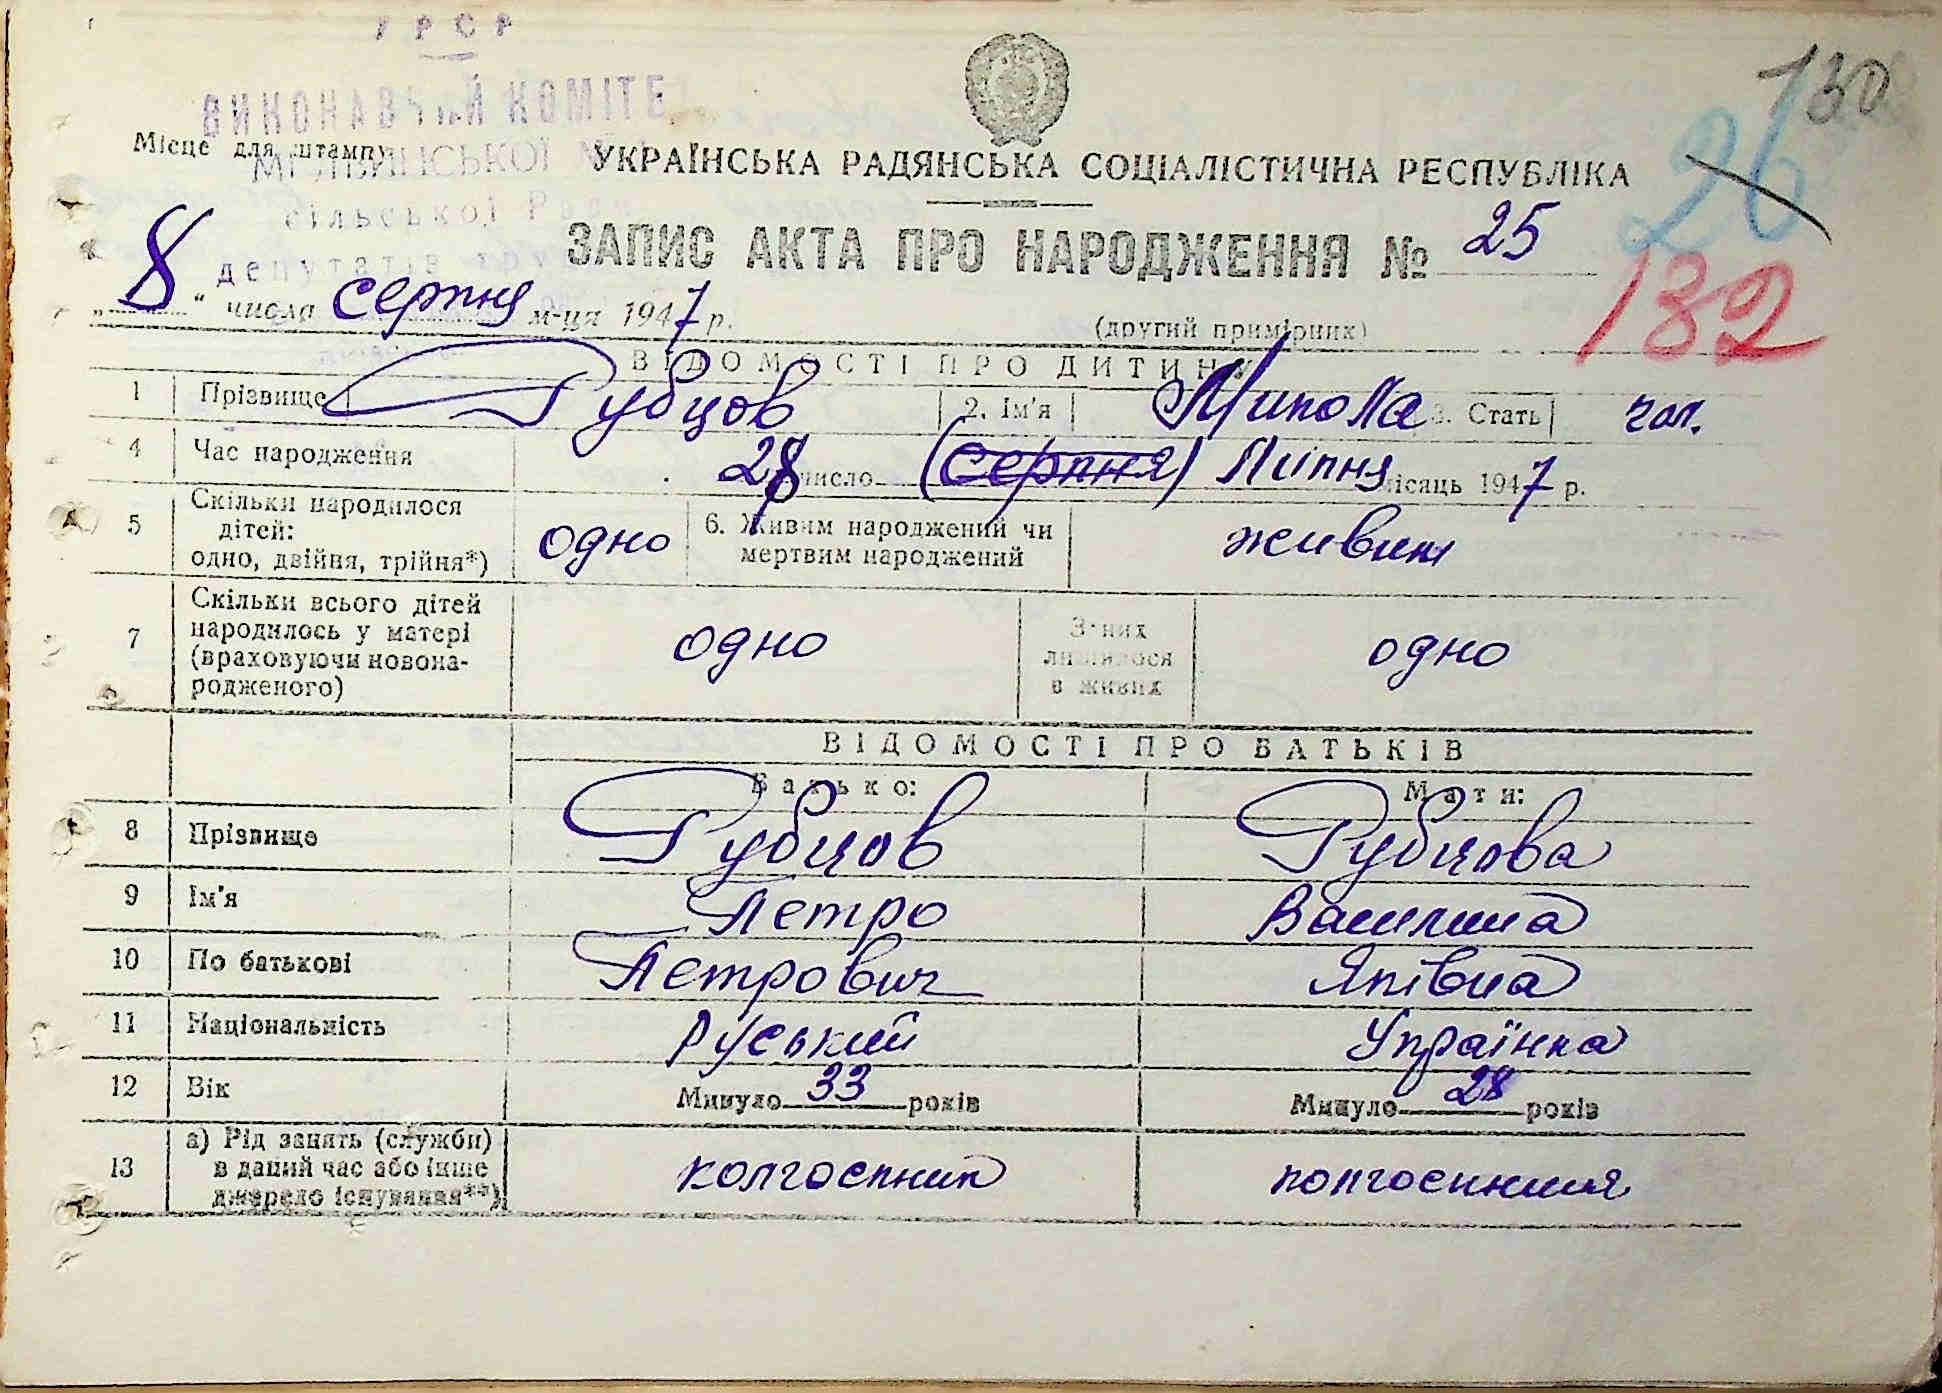 У Р С Р
ВИКОНАВЧИЙ КОМІТЕ
Місце для штампу
сільської Ради
депутатів труд
130
26
132
УКРАЇНСЬКА РАДЯНСЬКА СОЦІАЛІСТИЧНА РЕСПУБЛІКА
ЗАПИС АКТА ПРО НАРОДЖЕННЯ № 25
„8“ числа серпня м-ця 1947 р.
(другий примірник)
ВІДОМОСТІ ПРО ДИТИНУ
1 Прізвище Рубцов 2. Ім'я Микола 3. Стать чол.
4 Час народження 28 число (серпня) Липня місяць 1947 р.
5 Скільки народилося дітей: одно, двійня, трійня*) одно 6. Живим народжений чи мертвим народжений живим
7 Скільки всього дітей народилось у матері (враховуючи новонародженого) одно З них лишилося в живих одно
ВІДОМОСТІ ПРО БАТЬКІВ
Батько: Мати:
8 Прізвище Рубцов Рубцова
9 Ім'я Петро Василина
10 По батькові Петрович Яківна
11 Національність Руський Українка
12 Вік Минуло 33 років Минуло 28 років
13 а) Рід занять (служби) в даний час або інше джерело існування**) колгоспник колгоспниця